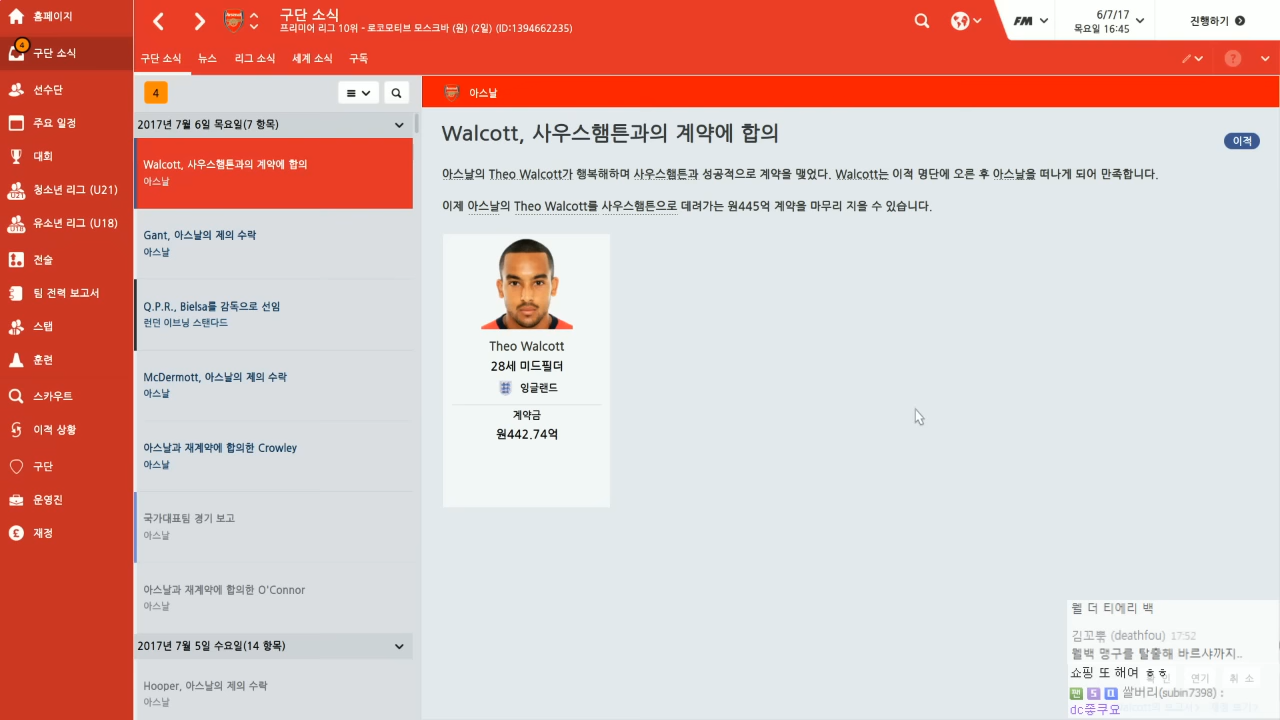 홈페이지
4
구단 소식
선수단
주요 일정
대회
청소년 리그 (U21)
유소년 리그 (U18)
전술
팀 전력 보고서
스탭
훈련
스카우트
이적 상황
구단
운영진
재정
구단 소식
프리미어 리그 10위 - 로코모티브 모스크바 (원) (2일) (ID:1394662235)
FM
6/7/17
목요일 16:45
진행하기
구단 소식 뉴스 리그 소식 세계 소식 구독
4
2017년 7월 6일 목요일(7 항목)
Walcott, 사우스햄튼과의 계약에 합의
아스날
Gant, 아스날의 제의 수락
아스날
Q.P.R., Bielsa를 감독으로 선임
런던 이브닝 스탠다드
McDermott, 아스날의 제의 수락
아스날
아스날과 재계약에 합의한 Crowley
아스날
국가대표팀 경기 보고
아스날
아스날과 재계약에 합의한 O'Connor
아스날
2017년 7월 5일 수요일(14 항목)
Hooper, 아스날의 제의 수락
아스날
아스날
Walcott, 사우스햄튼과의 계약에 합의
이적
아스날의 Theo Walcott가 행복해하며 사우스햄튼과 성공적으로 계약을 맺었다. Walcott는 이적 명단에 오른 후 아스날을 떠나게 되어 만족합니다.
이제 아스날의 Theo Walcott를 사우스햄튼으로 데려가는 원445억 계약을 마무리 지을 수 있습니다.
Theo Walcott
28세 미드필더
잉글랜드
계약금
원442.74억
웰 더 티에리 백
(deathfou) 17:52
웰백 맹구를 탈출해 바르샤까지..
쇼핑 또 해여 ㅎㅎ
연기 취 소
쌀버리(subin7398) :
dc쫑쿠요